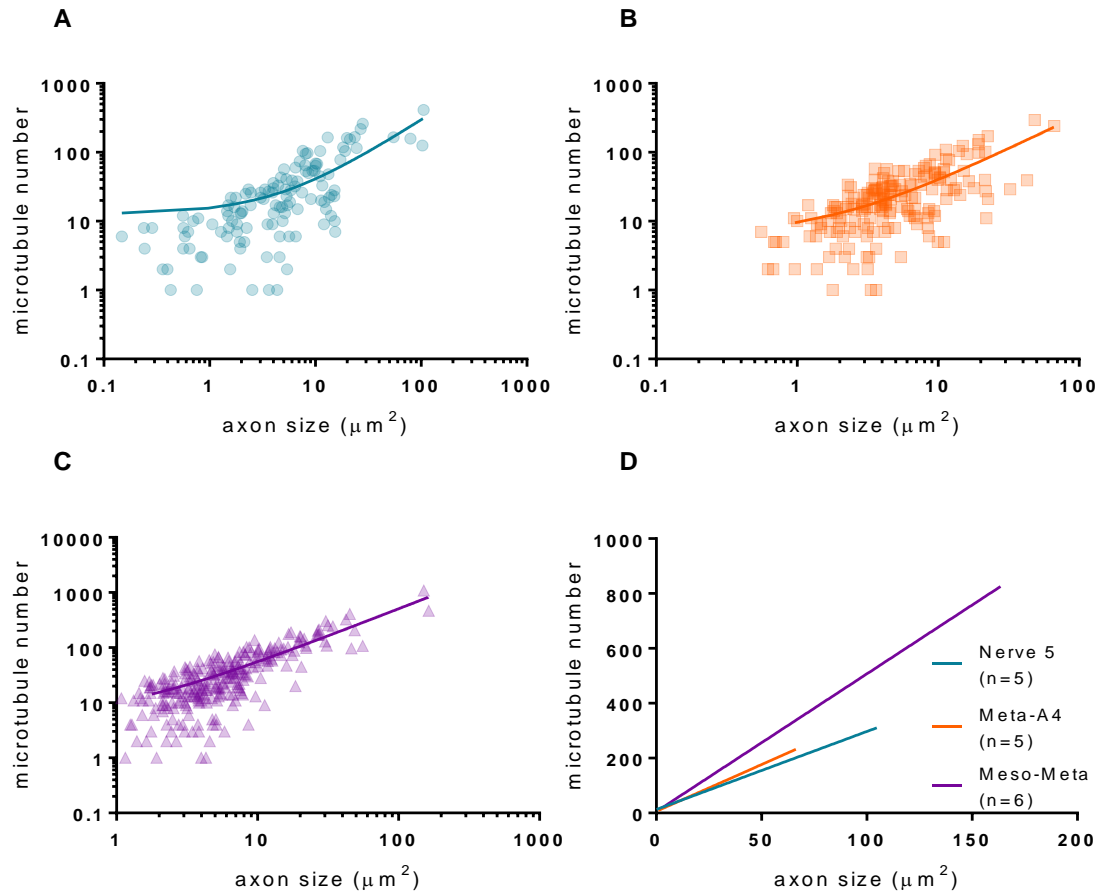 A
microtubule number
1000
100
10
1
0.1
0.1 1 10 100 1000
axon size (μm²)
B
microtubule number
1000
100
10
1
0.1
0.1 1 10 100
axon size (μm²)
C
microtubule number
10000
1000
100
10
1
0.1
1 10 100 1000
axon size (μm²)
D
microtubule number
1000
800
600
400
200
0
0 50 100 150 200
axon size (μm²)
Nerve 5
(n=5)
Meta-A4
(n=5)
Meso-Meta
(n=6)